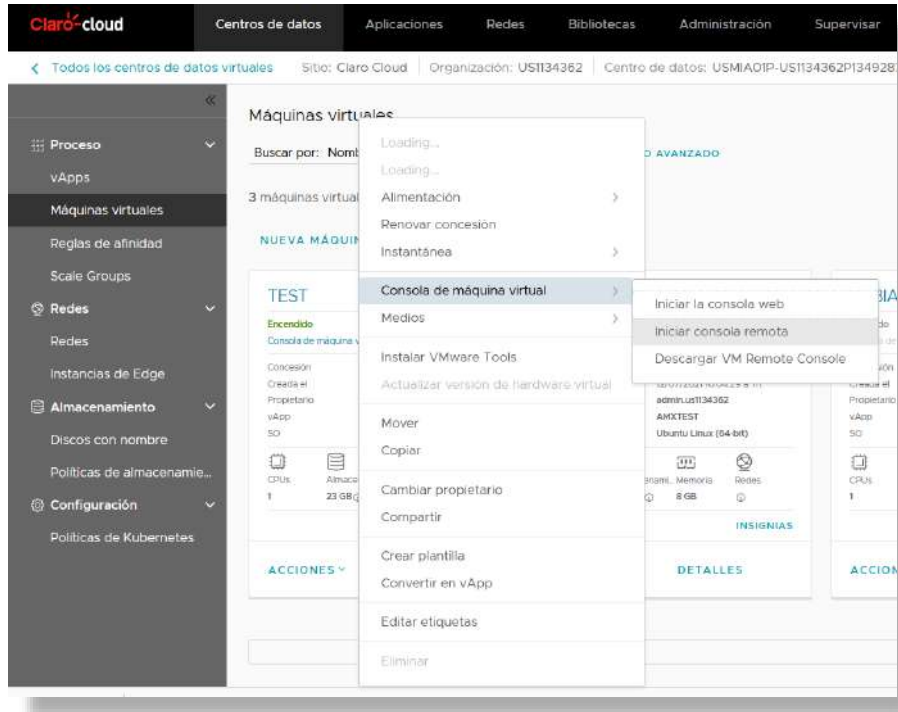 Claro-cloud
Centros de datos Aplicaciones Redes Bibliotecas Administración Supervisar
Todos los centros de datos virtuales Sitio: Claro Cloud Organización: US1134362 Centro de datos:
Proceso
vApps
Máquinas virtuales
Reglas de afinidad
Scale Groups
Redes
Redes
Instancias de Edge
Almacenamiento
Discos con nombre
Políticas de almacenamie...
Configuración
Políticas de Kubernetes
Máquinas virtuales
Buscar por: Nomb
O AVANZADO
3 máquinas virtual
NUEVA MÁQUIN
TEST
Encendido
Consola de máquina v
Concesión
Creada el
Propietario
vApp
SO
CPUs Almace
1 23 GB
ACCIONES
Loading...
Loading...
Alimentación
Renovar concesión
Instantánea
Consola de máquina virtual
Medios
Instalar VMware Tools
Actualizar versión de hardware virtual
Mover
Copiar
Cambiar propietario
Compartir
Crear plantilla
Convertir en vApp
Editar etiquetas
Eliminar
Iniciar la consola web
Iniciar consola remota
Descargar VM Remote Console
admin.us1134362
AMXTEST
Ubuntu Linux (64-bit)
Memoria Redes
8 GB
INSIGNIAS
DETALLES
BIA
Creada el
Propietario
vApp
SO
CPUs
1
ACCION